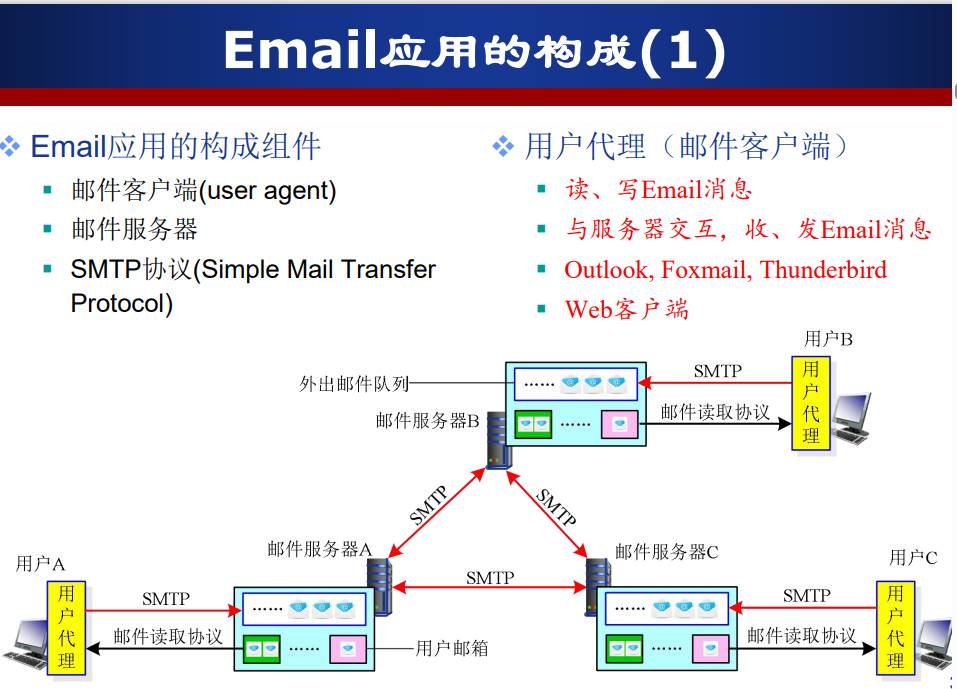 Email应用的构成(1)
Email应用的构成组件
邮件客户端(user agent)
邮件服务器
SMTP协议(Simple Mail Transfer
Protocol)
用户代理（邮件客户端）
读、写Email消息
与服务器交互，收、发Email消息
Outlook, Foxmail, Thunderbird
Web客户端
用户B
外出邮件队列
......
SMTP
用户代理
邮件服务器B
......
邮件读取协议
SMTP
SMTP
邮件服务器A
邮件服务器C
SMTP
用户A
用户C
用户代理
SMTP
......
邮件读取协议
......
用户邮箱
......
SMTP
用户代理
......
邮件读取协议